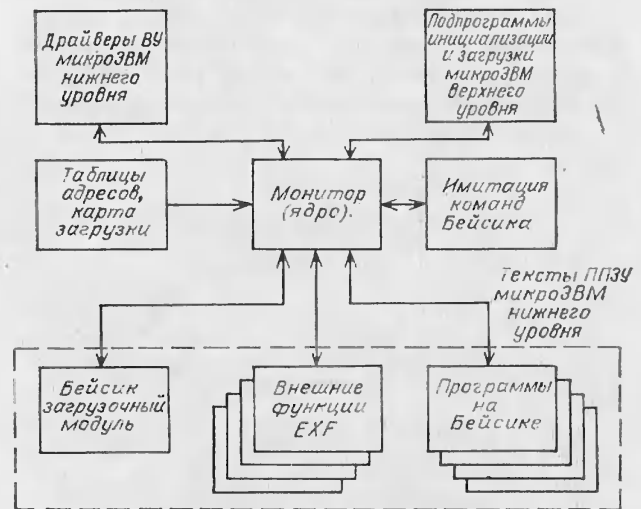 Драйверы ВУ
микроЭВМ
нижнего
уровня
Подпрограммы
инициализации
и загрузки
микроЭВМ
верхнего
уровня
Таблицы
адресов,
карта
загрузки
Монитор
(ядро).
Имитация
команд
Бейсика
Тексты ППЗУ
микроЭВМ
нижнего
уровня
Бейсик
загрузочный
модуль
Внешние
функции
EXF
Программы
на
Бейсике